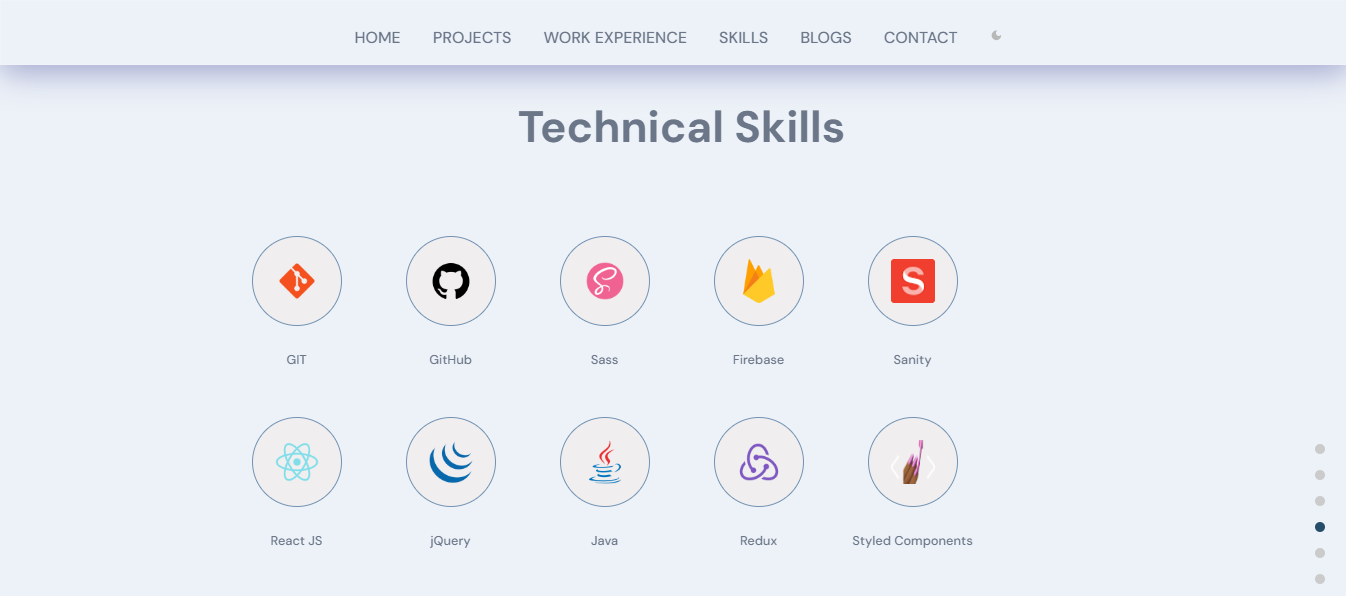 HOME PROJECTS WORK EXPERIENCE SKILLS BLOGS CONTACT
Technical Skills
S
GIT GitHub Sass Firebase Sanity
React JS jQuery Java Redux Styled Components